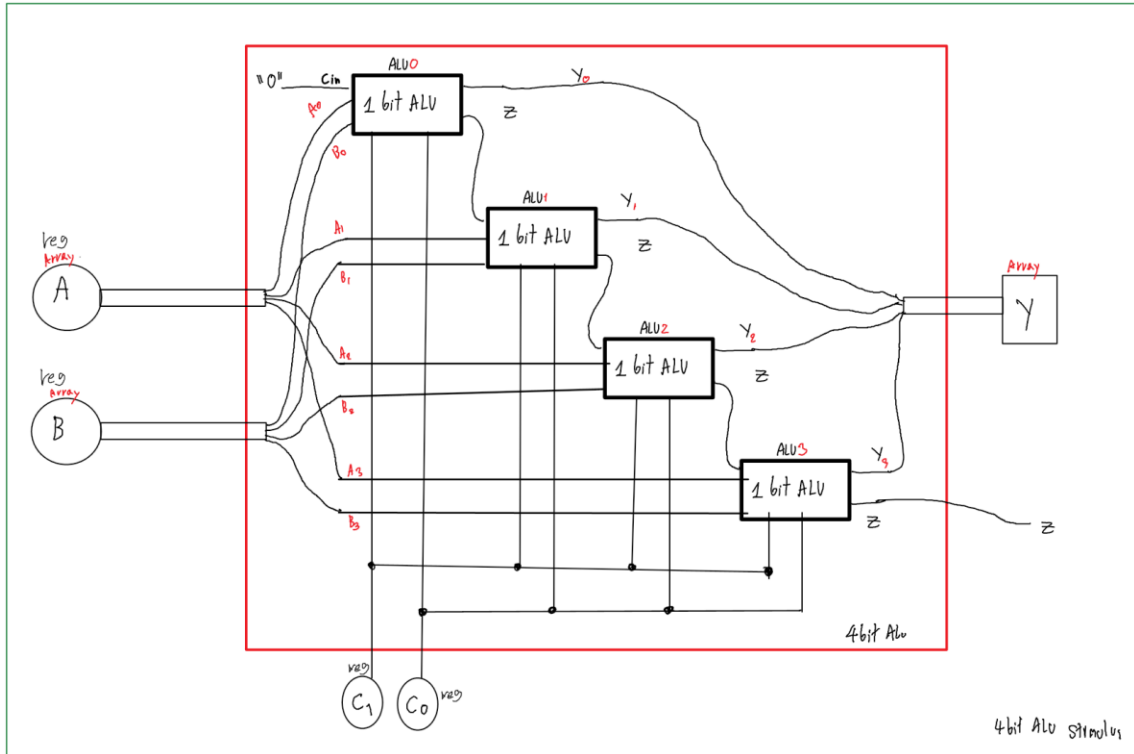 ALU0
"0" Cin
1 bit ALU
Y0
Z
A0
B0
ALU1
1 bit ALU
Y1
Z
A1
B1
reg
Array
A
Array
Y
ALU2
1 bit ALU
Y2
Z
A2
B2
reg
Array
B
ALU3
1 bit ALU
Y3
Z
Z
A3
B3
4bit Alu
reg
C1
C0
reg
4bit Alu stimulus